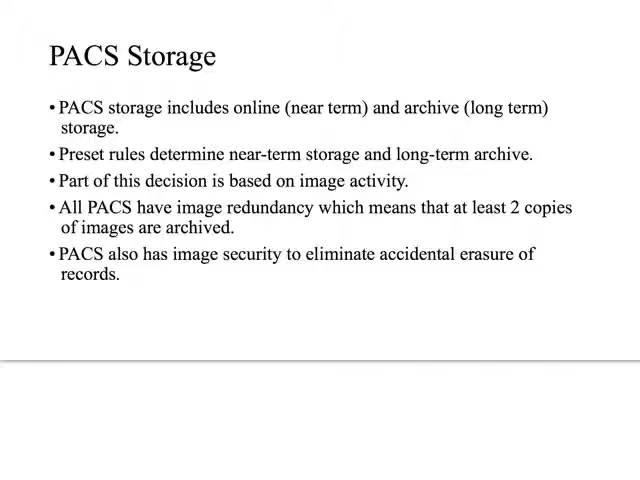 PACS Storage
• PACS storage includes online (near term) and archive (long term)
storage.
• Preset rules determine near-term storage and long-term archive.
• Part of this decision is based on image activity.
• All PACS have image redundancy which means that at least 2 copies
of images are archived.
• PACS also has image security to eliminate accidental erasure of
records.